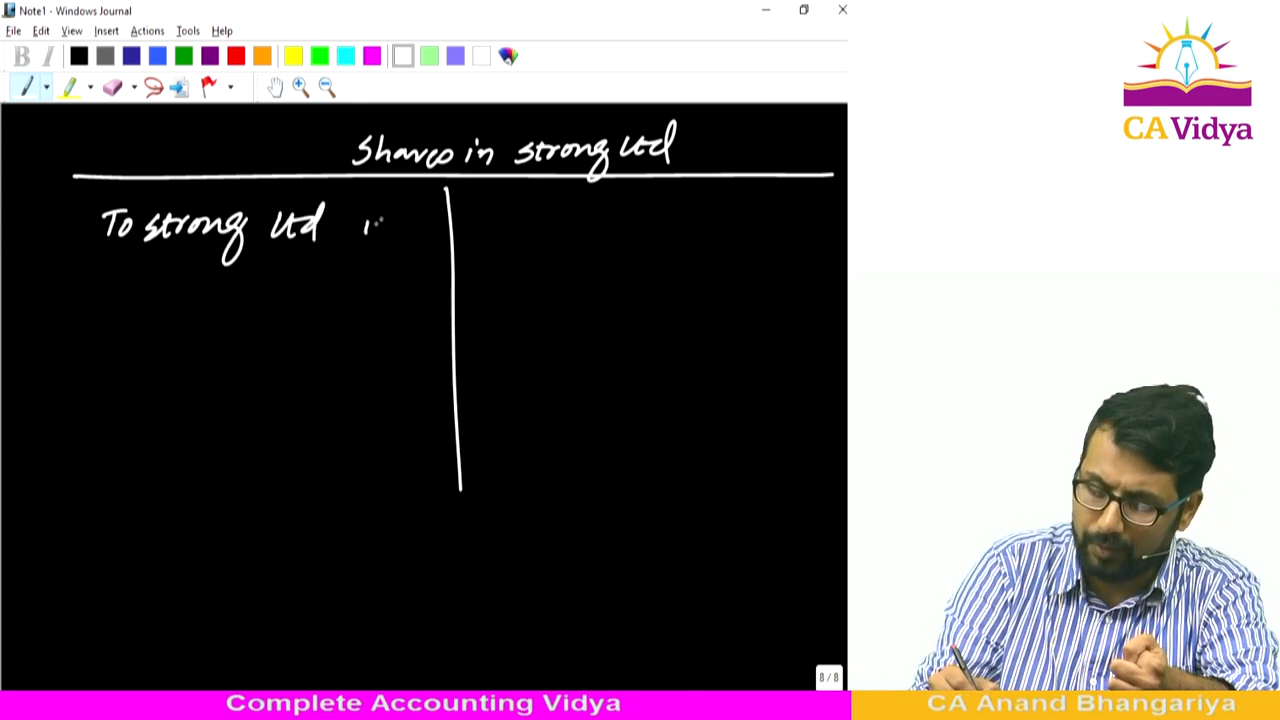 Note1 - Windows Journal
File Edit View Insert Actions Tools Help
B I
CA Vidya
Shares in strong Ltd
To strong Ltd
8 / 8
Complete Accounting Vidya
CA Anand Bhangariya